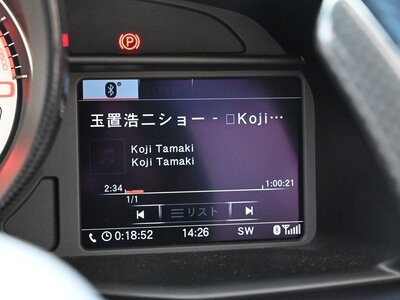 玉置浩二ショー - □Koji…
Koji Tamaki
Koji Tamaki
2:34 1:00:21
1/1
リスト
0:18:52 14:26 SW